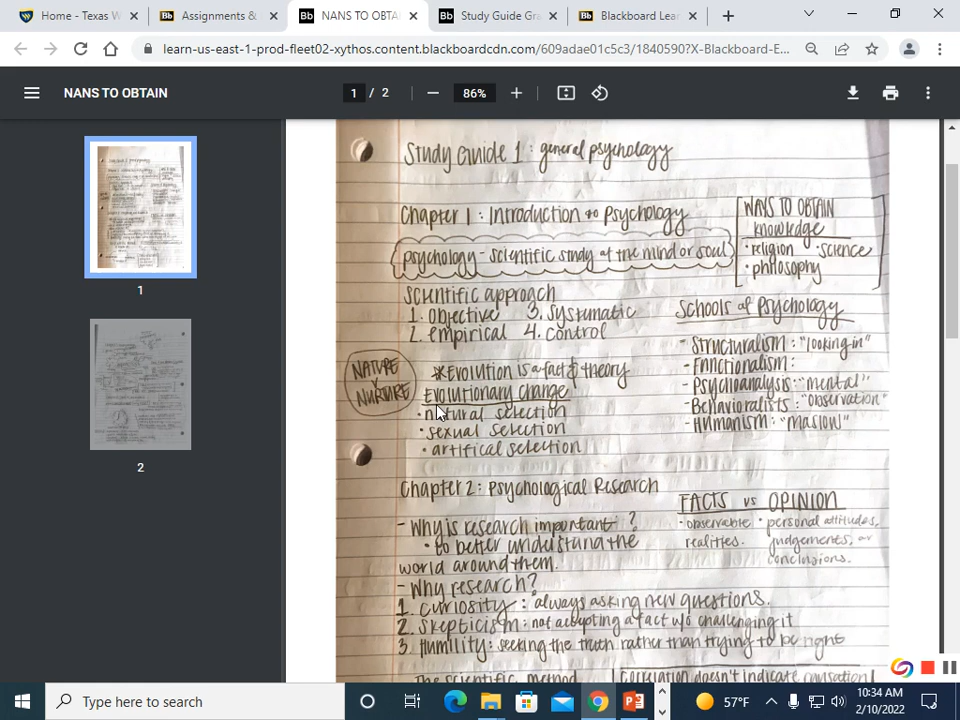 Home - Texas W
Assignments &
NANS TO OBTA
Study Guide Gra
Blackboard Lear
learn-us-east-1-prod-fleet02-xythos.content.blackboardcdn.com/609adae01c5c3/1840590?X-Blackboard-E...
NANS TO OBTAIN
1 / 2
86%
1
2
Study Guide 1: general psychology
Chapter 1: Introduction to Psychology
psychology - scientific study of the mind or soul
WAYS TO OBTAIN
knowledge
• religion • science
• philosophy
Scientific approach
1. objective 3. systematic
2. empirical 4. control
NATURE
V
NURTURE
*Evolution is a fact & theory
Evolutionary change
• natural selection
• sexual selection
• artifical selection
Schools of Psychology
- Structuralism: "looking in"
- Functionalism:
- Psychoanalysis: "mental"
- Behavioralists: "observation"
- Humanism: "maslow"
Chapter 2: Psychological Research
- Why is research important?
• to better understand the
world around them.
- Why research?
1. Curiosity: always asking new questions.
2. Skepticism: not accepting a fact w/o challenging it
3. Humility: seeking the truth rather than trying to be right
FACTS vs OPINION
• observable
realities.
• personal attitudes,
judgements, or
conclusions.
The scientific method
Correlation doesn't indicate causation
Type here to search
57°F
10:34 AM
2/10/2022